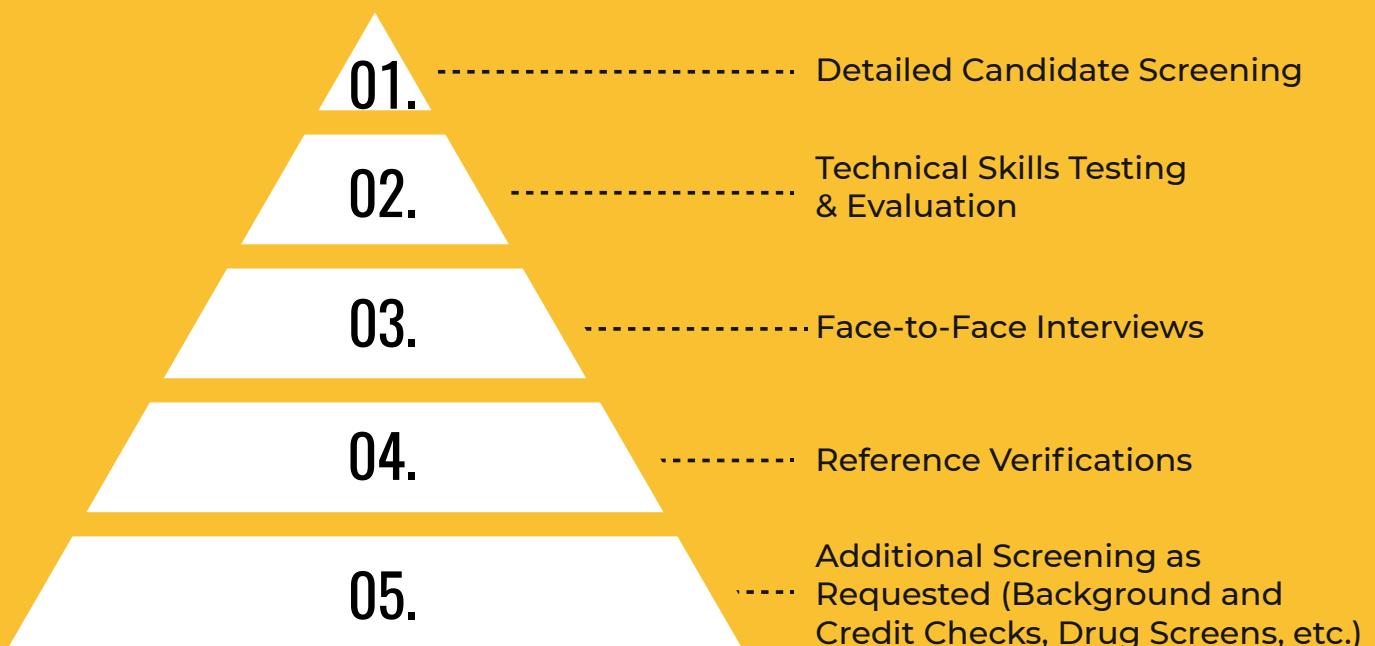 01.
Detailed Candidate Screening
02.
Technical Skills Testing
& Evaluation
03.
Face-to-Face Interviews
04.
Reference Verifications
05.
Additional Screening as
Requested (Background and
Credit Checks, Drug Screens, etc.)